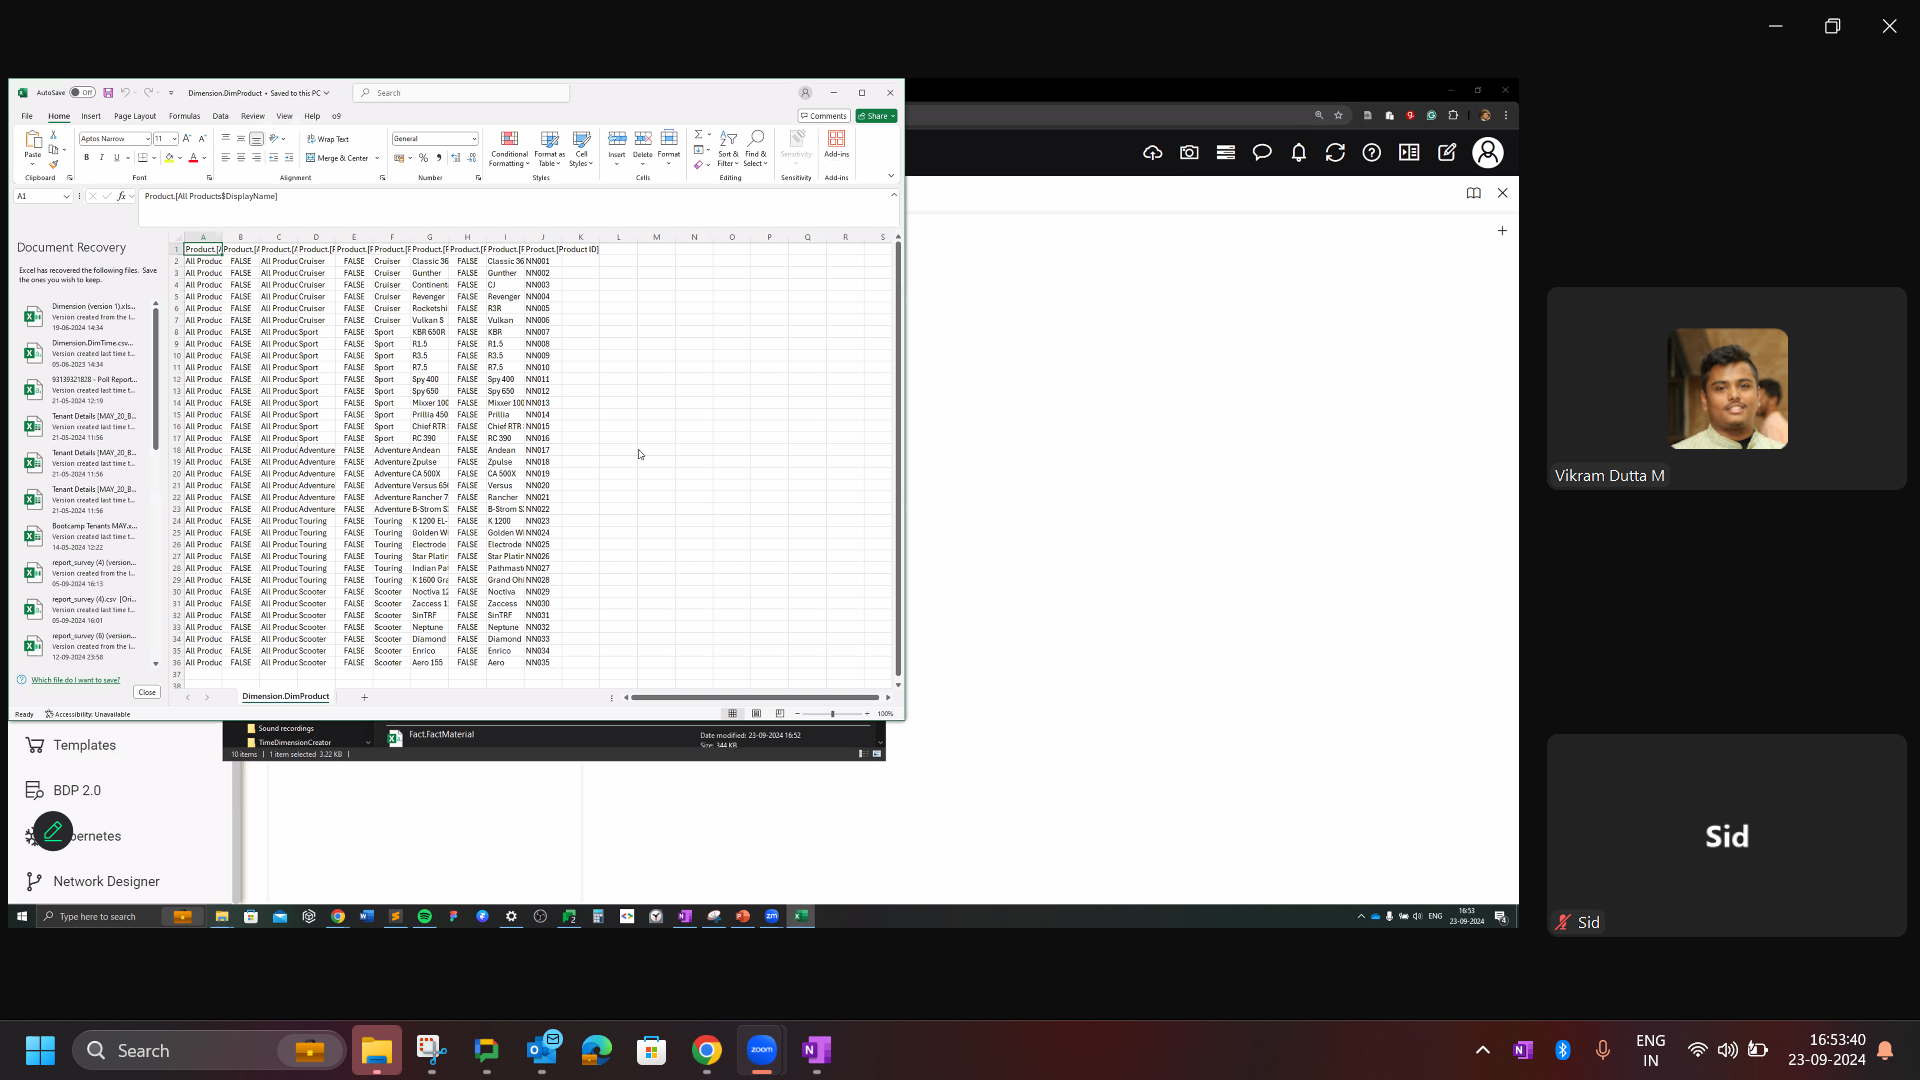 AutoSave Off Dimension.DimProduct • Saved to this PC Search
File Home Insert Page Layout Formulas Data Review View Help o9 Comments Share
Paste Aptos Narrow 11 Wrap Text General Conditional Formatting Format as Table Cell Styles Insert Delete Format Sort & Filter Find & Select Sensitivity Add-ins
B I U Merge & Center
Clipboard Font Alignment Number Styles Cells Editing Sensitivity Add-ins
A1 fx Product.[All Products$DisplayName]
Document Recovery
Excel has recovered the following files. Save
the ones you wish to keep.
Dimension (version 1).xls...
Version created from the l...
19-06-2024 14:34
Dimension.DimTime.csv...
Version created last time t...
05-06-2023 14:34
93139321828 - Poll Report...
Version created last time t...
21-05-2024 12:19
Tenant Details [MAY_20_B...
Version created last time t...
21-05-2024 11:56
Tenant Details [MAY_20_B...
Version created last time t...
21-05-2024 11:56
Tenant Details [MAY_20_B...
Version created last time t...
21-05-2024 11:56
Bootcamp Tenants MAY.x...
Version created last time t...
14-05-2024 12:22
report_survey (4) (version...
Version created from the l...
05-09-2024 16:13
report_survey (4).csv [Ori...
Version created last time t...
05-09-2024 16:01
report_survey (6) (version...
Version created from the l...
12-09-2024 23:58
Which file do I want to save?
Close
A B C D E F G H I J K L M N O P Q R S
1 Product.[A Product.[A Product.[A Product.[F Product.[F Product.[F Product.[F Product.[F Product.[F Product.[Product ID]
2 All Produc FALSE All Produc Cruiser FALSE Cruiser Classic 36 FALSE Classic 36 NN001
3 All Produc FALSE All Produc Cruiser FALSE Cruiser Gunther FALSE Gunther NN002
4 All Produc FALSE All Produc Cruiser FALSE Cruiser Continent FALSE CJ NN003
5 All Produc FALSE All Produc Cruiser FALSE Cruiser Revenger FALSE Revenger NN004
6 All Produc FALSE All Produc Cruiser FALSE Cruiser Rocketshi FALSE R3R NN005
7 All Produc FALSE All Produc Cruiser FALSE Cruiser Vulkan S FALSE Vulkan NN006
8 All Produc FALSE All Produc Sport FALSE Sport KBR 650R FALSE KBR NN007
9 All Produc FALSE All Produc Sport FALSE Sport R1.5 FALSE R1.5 NN008
10 All Produc FALSE All Produc Sport FALSE Sport R3.5 FALSE R3.5 NN009
11 All Produc FALSE All Produc Sport FALSE Sport R7.5 FALSE R7.5 NN010
12 All Produc FALSE All Produc Sport FALSE Sport Spy 400 FALSE Spy 400 NN011
13 All Produc FALSE All Produc Sport FALSE Sport Spy 650 FALSE Spy 650 NN012
14 All Produc FALSE All Produc Sport FALSE Sport Mixxer 100 FALSE Mixxer 100 NN013
15 All Produc FALSE All Produc Sport FALSE Sport Prillia 450 FALSE Prillia NN014
16 All Produc FALSE All Produc Sport FALSE Sport Chief RTR FALSE Chief RTR NN015
17 All Produc FALSE All Produc Sport FALSE Sport RC 390 FALSE RC 390 NN016
18 All Produc FALSE All Produc Adventure FALSE Adventure Andean FALSE Andean NN017
19 All Produc FALSE All Produc Adventure FALSE Adventure Zpulse FALSE Zpulse NN018
20 All Produc FALSE All Produc Adventure FALSE Adventure CA 500X FALSE CA 500X NN019
21 All Produc FALSE All Produc Adventure FALSE Adventure Versus 650 FALSE Versus NN020
22 All Produc FALSE All Produc Adventure FALSE Adventure Rancher 7 FALSE Rancher NN021
23 All Produc FALSE All Produc Adventure FALSE Adventure B-Strom S FALSE B-Strom S NN022
24 All Produc FALSE All Produc Touring FALSE Touring K 1200 EL- FALSE K 1200 NN023
25 All Produc FALSE All Produc Touring FALSE Touring Golden Wi FALSE Golden Wi NN024
26 All Produc FALSE All Produc Touring FALSE Touring Electrode FALSE Electrode NN025
27 All Produc FALSE All Produc Touring FALSE Touring Star Platin FALSE Star Platin NN026
28 All Produc FALSE All Produc Touring FALSE Touring Indian Pat FALSE Pathmast NN027
29 All Produc FALSE All Produc Touring FALSE Touring K 1600 Gra FALSE Grand Ohi NN028
30 All Produc FALSE All Produc Scooter FALSE Scooter Noctiva 12 FALSE Noctiva NN029
31 All Produc FALSE All Produc Scooter FALSE Scooter Zaccess 1 FALSE Zaccess NN030
32 All Produc FALSE All Produc Scooter FALSE Scooter SinTRF FALSE SinTRF NN031
33 All Produc FALSE All Produc Scooter FALSE Scooter Neptune FALSE Neptune NN032
34 All Produc FALSE All Produc Scooter FALSE Scooter Diamond FALSE Diamond NN033
35 All Produc FALSE All Produc Scooter FALSE Scooter Enrico FALSE Enrico NN034
36 All Produc FALSE All Produc Scooter FALSE Scooter Aero 155 FALSE Aero NN035
37
38
Dimension.DimProduct
Ready Accessibility: Unavailable 100%
Sound recordings
TimeDimensionCreator
Fact.FactMaterial
Date modified: 23-09-2024 16:52
Size: 344 KB
10 items 1 item selected 3.22 KB
Templates
BDP 2.0
bernetes
Network Designer
Type here to search
ENG 16:53
23-09-2024
Vikram Dutta M
Sid
Sid
Search zoom ENG IN 16:53:40
23-09-2024